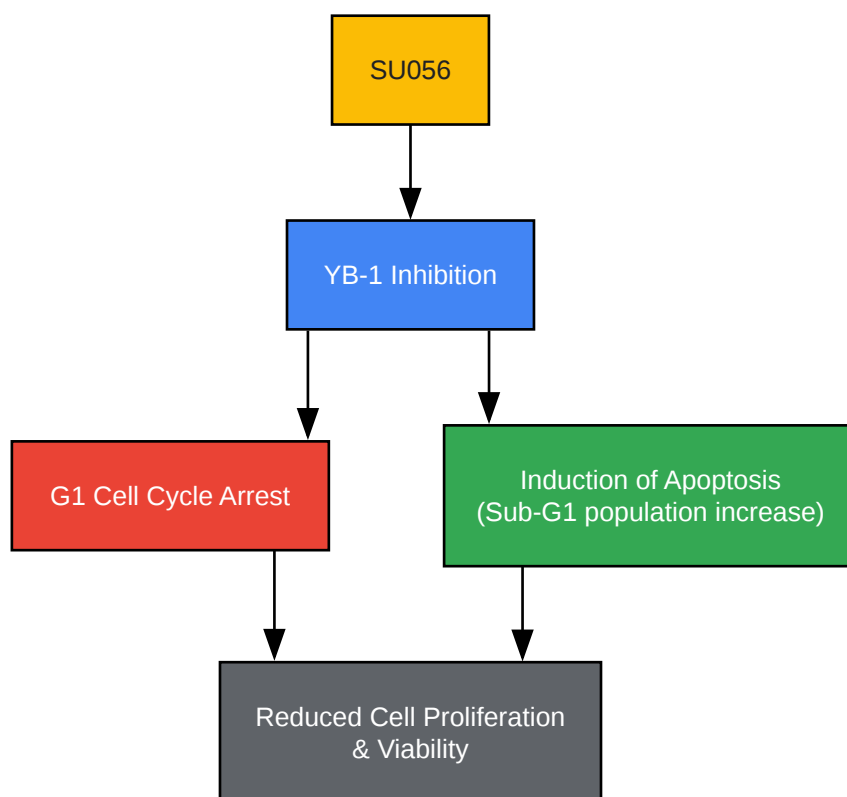 SU056
YB-1 Inhibition
G1 Cell Cycle Arrest
Induction of Apoptosis
(Sub-G1 population increase)
Reduced Cell Proliferation
& Viability